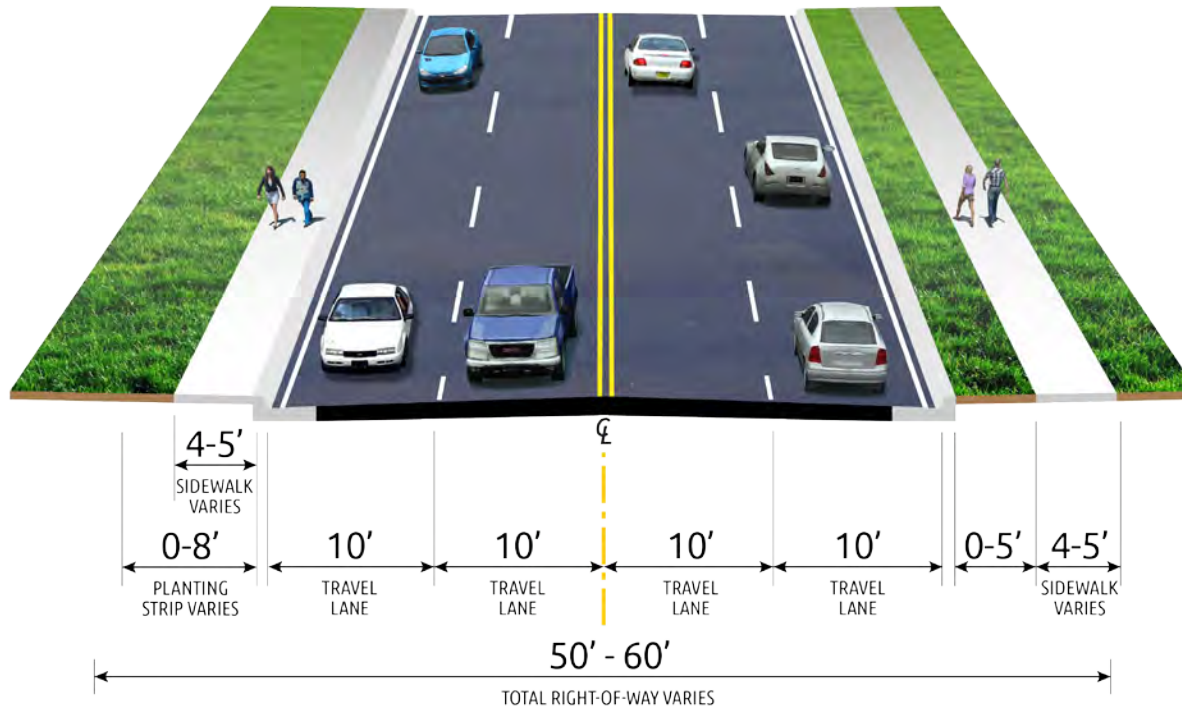 ℄
4-5’
SIDEWALK
VARIES
0-8’
PLANTING
STRIP VARIES
10’
TRAVEL
LANE
10’
TRAVEL
LANE
10’
TRAVEL
LANE
10’
TRAVEL
LANE
0-5’
4-5’
SIDEWALK
VARIES
50’ - 60’
TOTAL RIGHT-OF-WAY VARIES